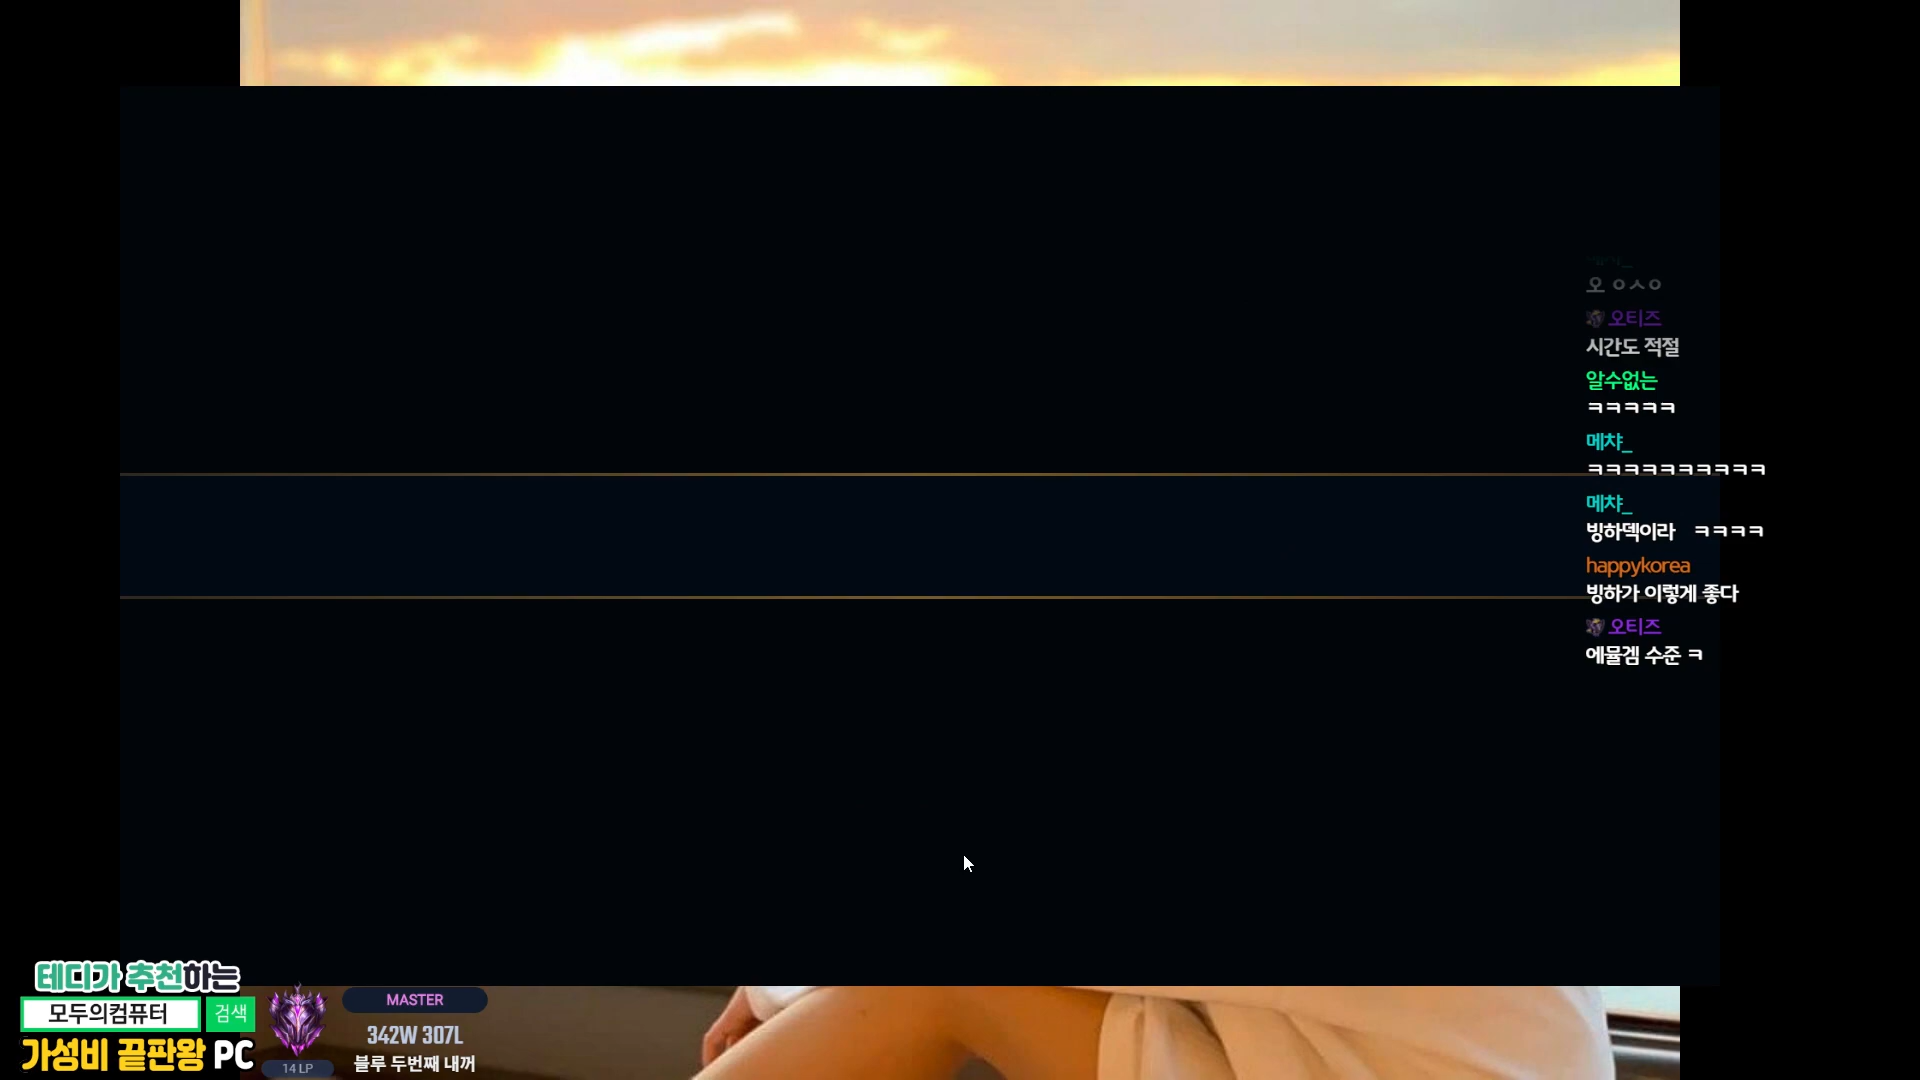 오 ㅇㅅㅇ
오티즈
시간도 적절
알수없는
ㅋㅋㅋㅋㅋ
메챠_
ㅋㅋㅋㅋㅋㅋㅋㅋㅋㅋ
메챠_
빙하덱이라 ㅋㅋㅋㅋ
happykorea
빙하가 이렇게 좋다
오티즈
에뮬겜 수준 ㅋ
테디가 추천하는
모두의컴퓨터 검색
가성비 끝판왕 PC
MASTER
342W 307L
14 LP
블루 두번째 내꺼